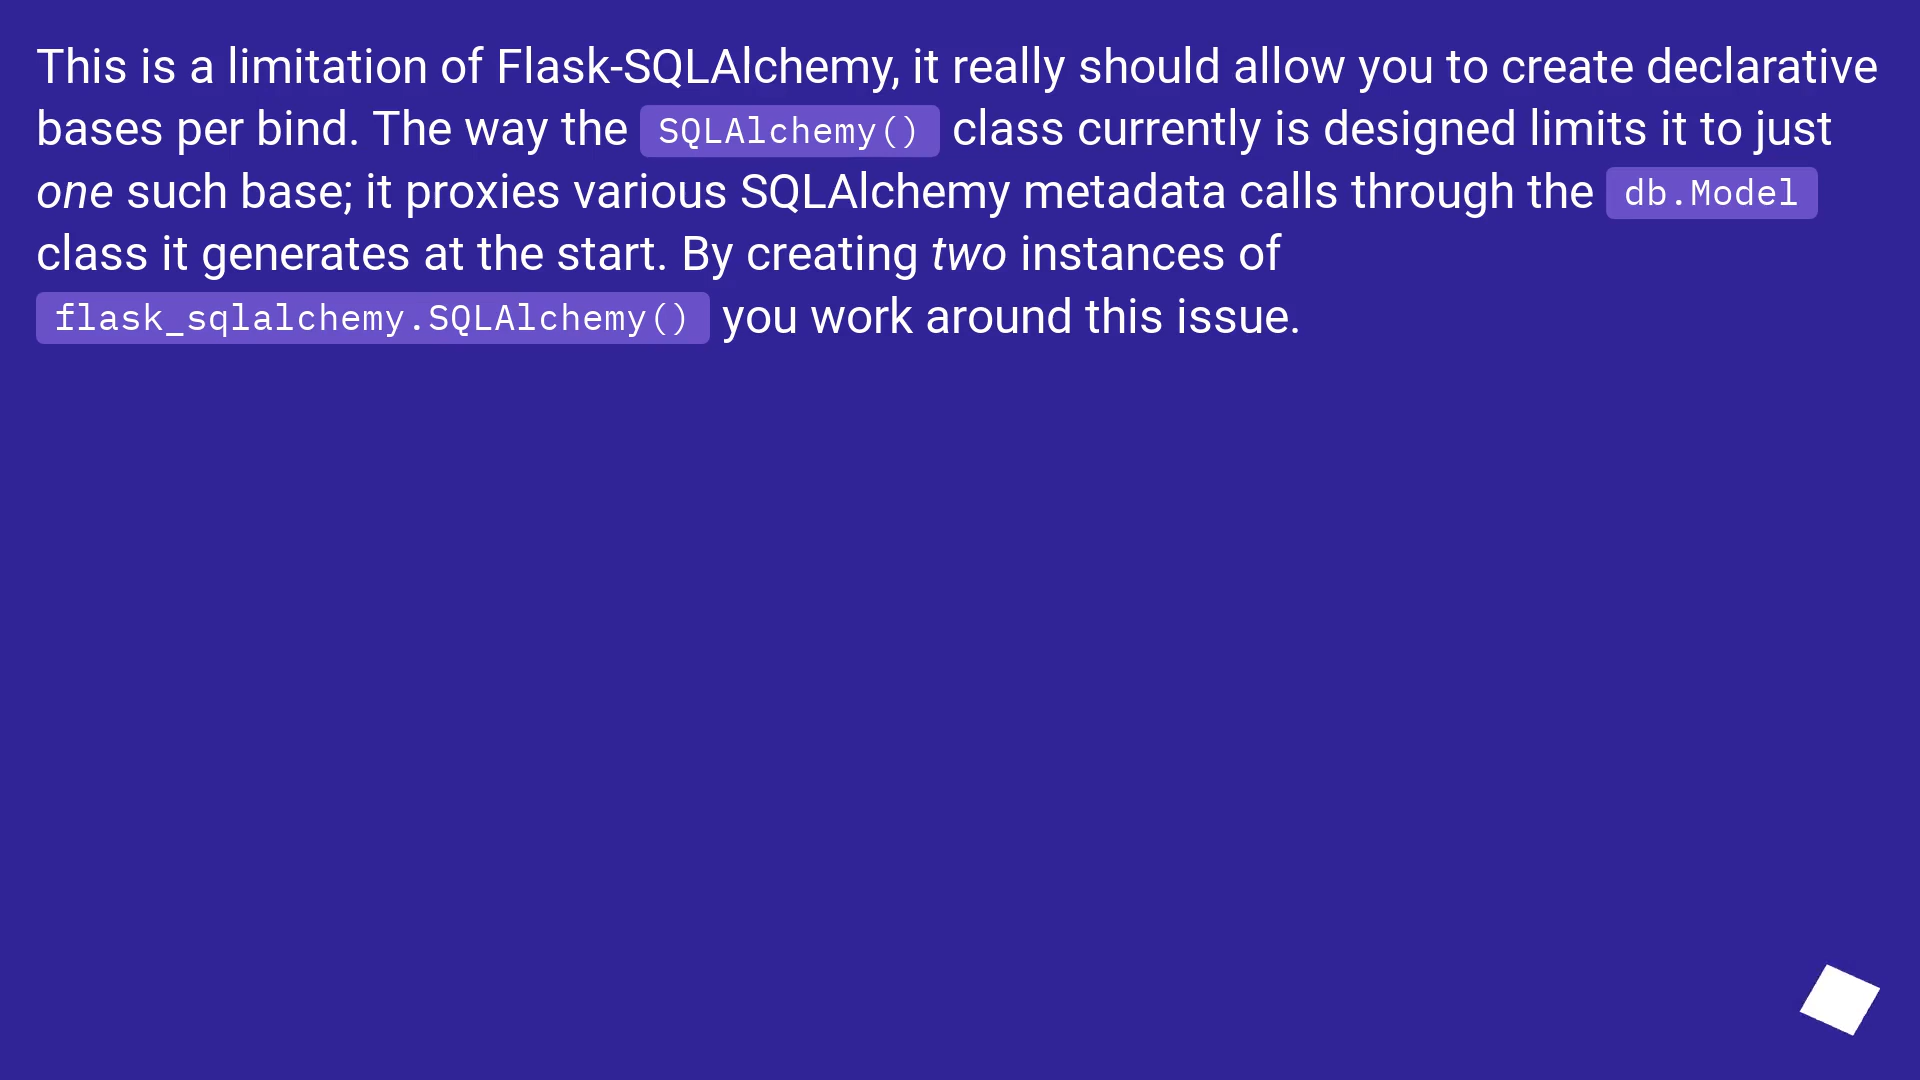 This is a limitation of Flask-SQLAlchemy, it really should allow you to create declarative
bases per bind. The way the SQLAlchemy() class currently is designed limits it to just
one such base; it proxies various SQLAlchemy metadata calls through the db.Model
class it generates at the start. By creating two instances of
flask_sqlalchemy.SQLAlchemy() you work around this issue.